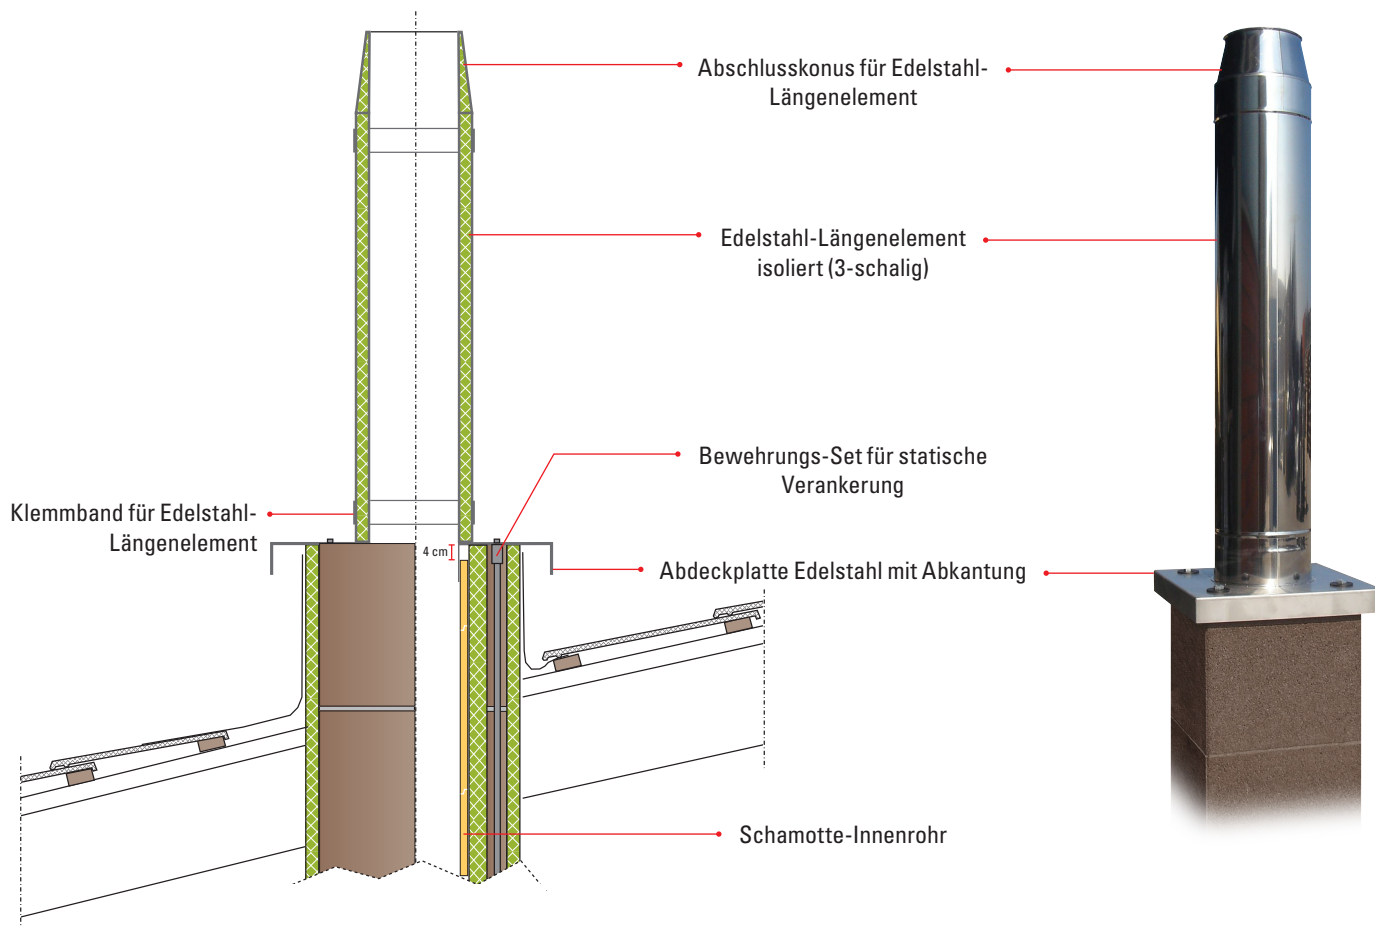 Abschlusskonus für Edelstahl-
Längenelement
Edelstahl-Längenelement
isoliert (3-schalig)
Bewehrungs-Set für statische
Verankerung
Klemmband für Edelstahl-
Längenelement
4 cm
Abdeckplatte Edelstahl mit Abkantung
Schamotte-Innenrohr